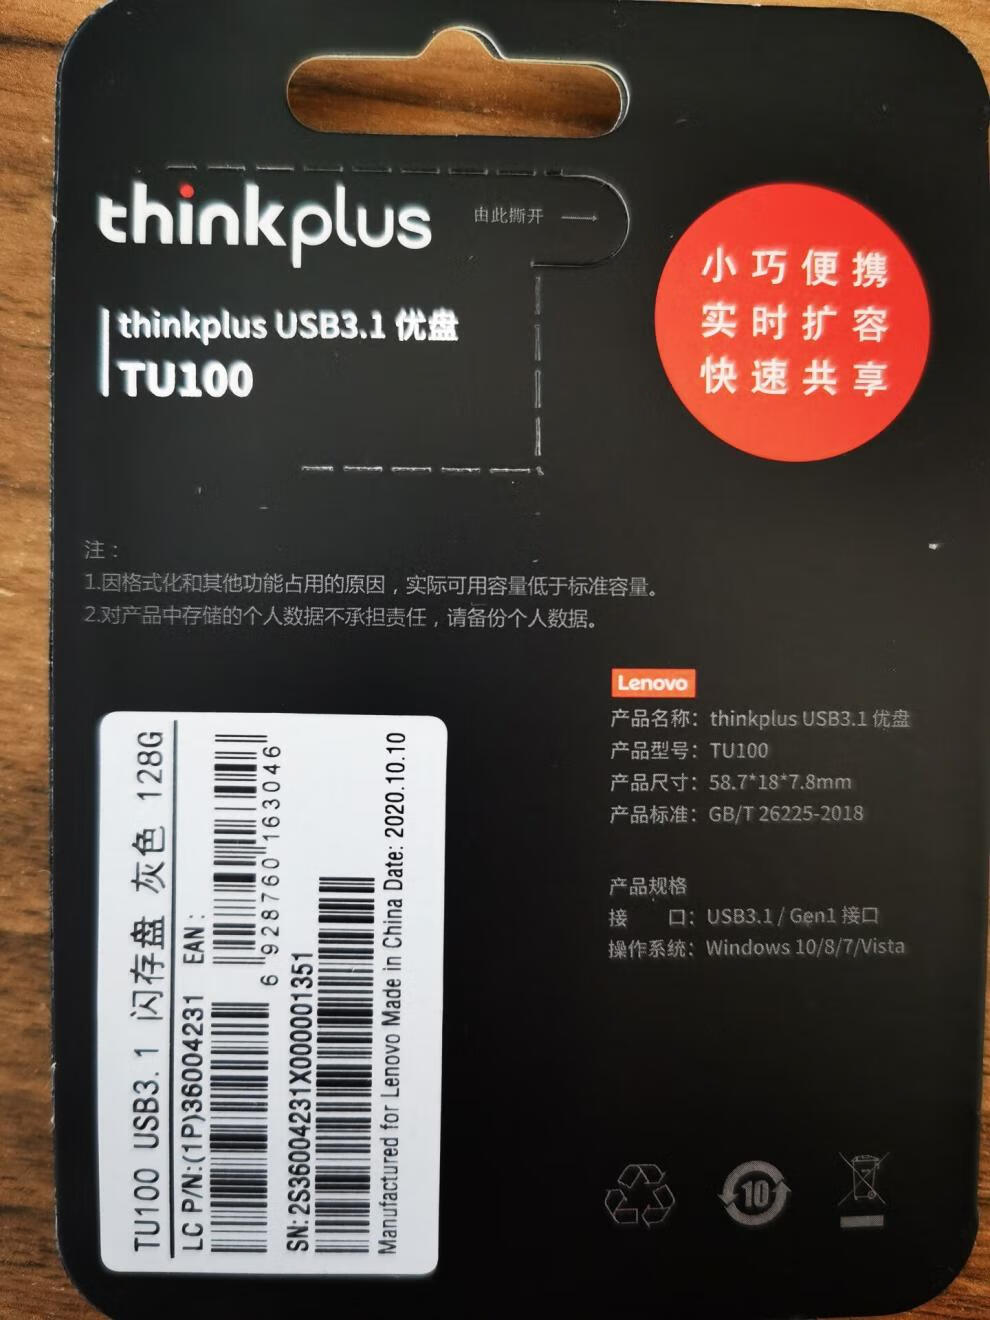 thinkplus
由此撕开
thinkplus USB3.1 优盘
TU100
小巧便携
实时扩容
快速共享
注：
1.因格式化和其他功能占用的原因，实际可用容量低于标准容量。
2.对产品中存储的个人数据不承担责任，请备份个人数据。
Lenovo
产品名称：thinkplus USB3.1 优盘
产品型号：TU100
产品尺寸：58.7*18*7.8mm
产品标准：GB/T 26225-2018
产品规格
接　　口：USB3.1 / Gen1 接口
操作系统：Windows 10/8/7/Vista
TU100 USB3.1 闪存盘 灰色 128G
LC P/N:(1P)36004231 EAN:
6 928760 163046
SN:2S36004231X000001351
Manufactured for Lenovo Made in China Date: 2020.10.10
10